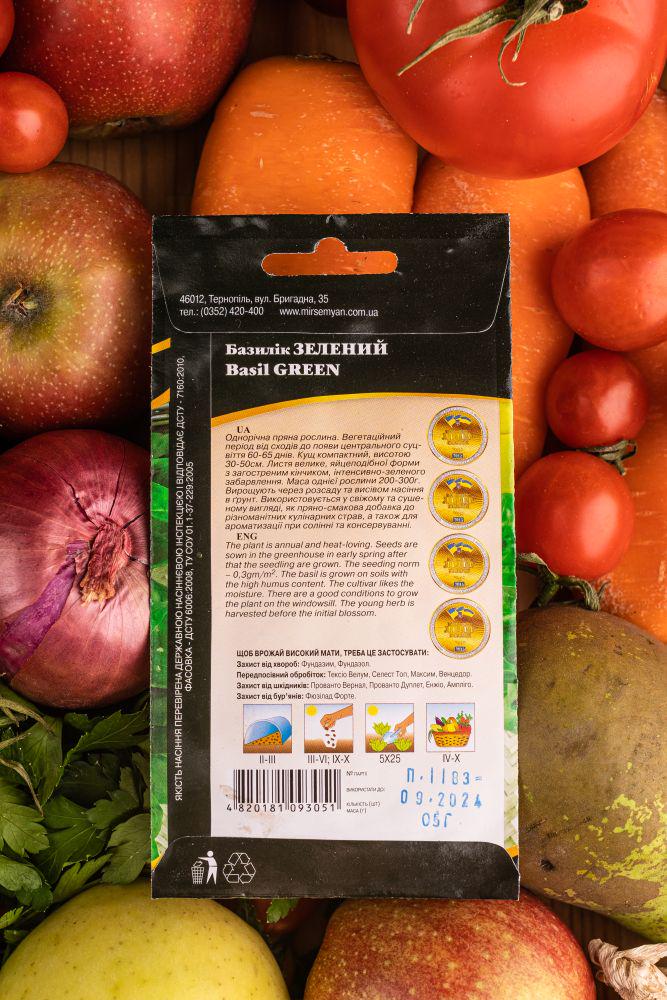 46012, Тернопіль, вул. Бригадна, 35
тел.: (0352) 420-400 www.mirsemyan.com.ua
Базилік ЗЕЛЕНИЙ
Basil GREEN
UA
Однорічна пряна рослина. Вегетаційний
період від сходів до появи центрального суц-
віття 60-65 днів. Кущ компактний, висотою
30-50см. Листя велике, яйцеподібної форми
з загостреним кінчиком, інтенсивно-зеленого
забарвлення. Маса однієї рослини 200-300г.
Вирощують через розсаду та висівом насіння
в ґрунт. Використовується у свіжому та суше-
ному вигляді, як пряно-смакова добавка до
різноманітних кулінарних страв, а також для
ароматизації при солінні та консервуванні.
ENG
The plant is annual and heat-loving. Seeds are
sown in the greenhouse in early spring after
that the seedling are grown. The seeding norm
– 0,3gm/m². The basil is grown on soils with
the high humus content. The cultivar likes the
moisture. There are a good conditions to grow
the plant on the windowsill. The young herb is
harvested before the initial blossom.
ЩОБ ВРОЖАЙ ВИСОКИЙ МАТИ, ТРЕБА ЦЕ ЗАСТОСУВАТИ:
Захист від хвороб: Фундазим, Фундазол.
Передпосівний обробіток: Тексіо Велум, Селест Топ, Максим, Венцедор.
Захист від шкідників: Прованто Вернал, Прованто Дуплет, Енжіо, Ампліго.
Захист від бур'янів: Фюзілад Форте.
II-III
III-VI; IX-X
5X25
IV-X
4 820181 093051
№ ПАРТІЇ
ВИКОРИСТАТИ ДО:
КІЛЬКІСТЬ (ШТ)
МАСА (Г)
П.1183=
09.2024
05Г
ЯКІСТЬ НАСІННЯ ПЕРЕВІРЕНА ДЕРЖАВНОЮ НАСІННЄВОЮ ІНСПЕКЦІЄЮ І ВІДПОВІДАЄ ДСТУ - 7160:2010,
ФАСОВКА - ДСТУ 6006:2008, ТУ СОУ 01.1-37-229:2005